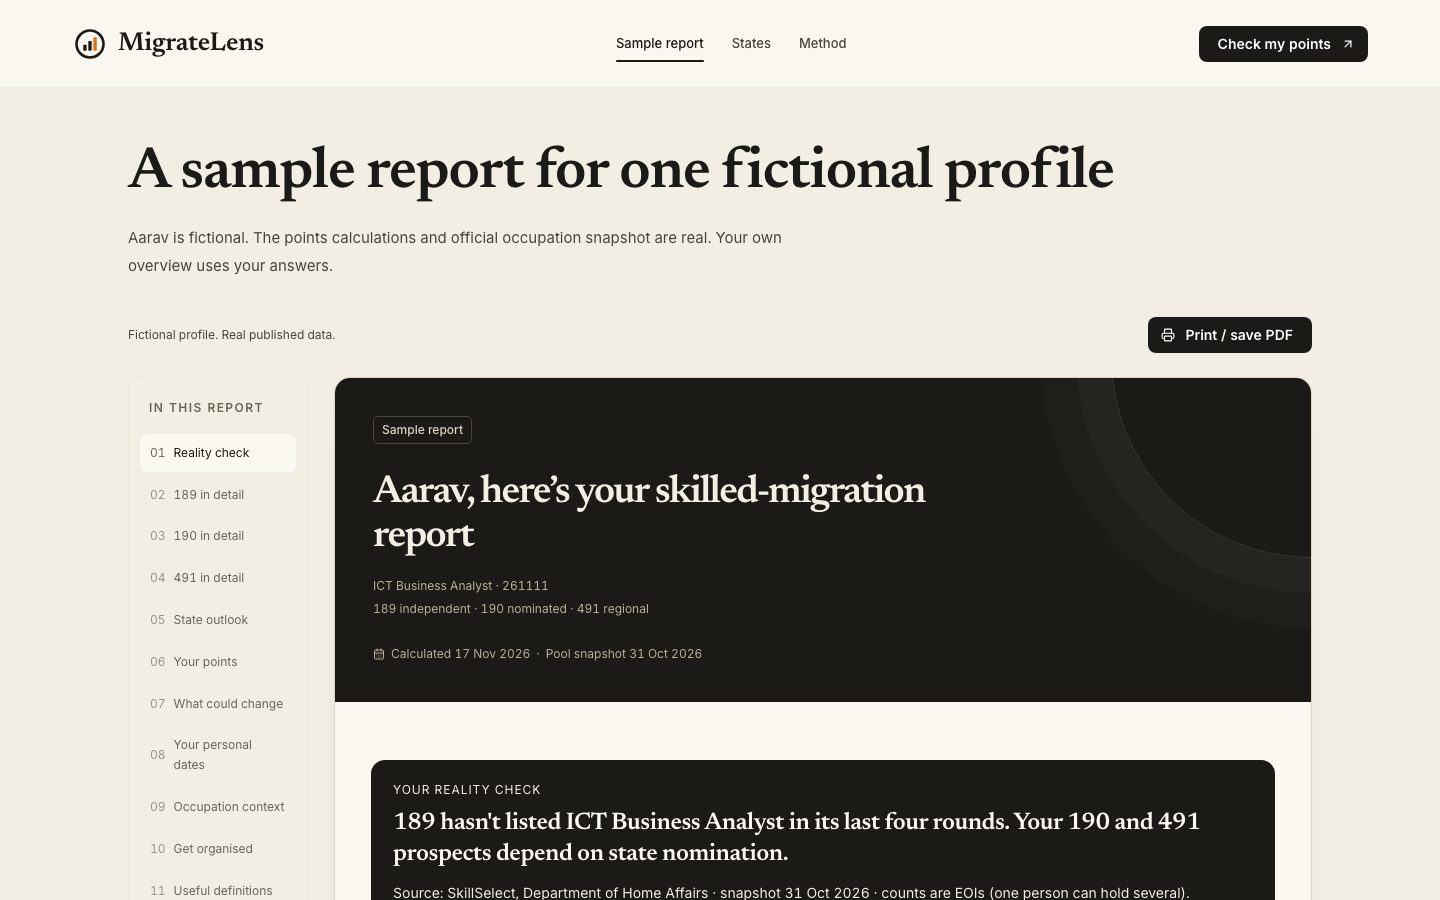 MigrateLens
Sample report
States
Method
Check my points
A sample report for one fictional profile
Aarav is fictional. The points calculations and official occupation snapshot are real. Your own
overview uses your answers.
Fictional profile. Real published data.
Print / save PDF
IN THIS REPORT
01 Reality check
02 189 in detail
03 190 in detail
04 491 in detail
05 State outlook
06 Your points
07 What could change
08 Your personal
dates
09 Occupation context
10 Get organised
11 Useful definitions
Sample report
Aarav, here’s your skilled-migration
report
ICT Business Analyst · 261111
189 independent · 190 nominated · 491 regional
Calculated 17 Nov 2026 · Pool snapshot 31 Oct 2026
YOUR REALITY CHECK
189 hasn't listed ICT Business Analyst in its last four rounds. Your 190 and 491
prospects depend on state nomination.
Source: SkillSelect, Department of Home Affairs · snapshot 31 Oct 2026 · counts are EOIs (one person can hold several).